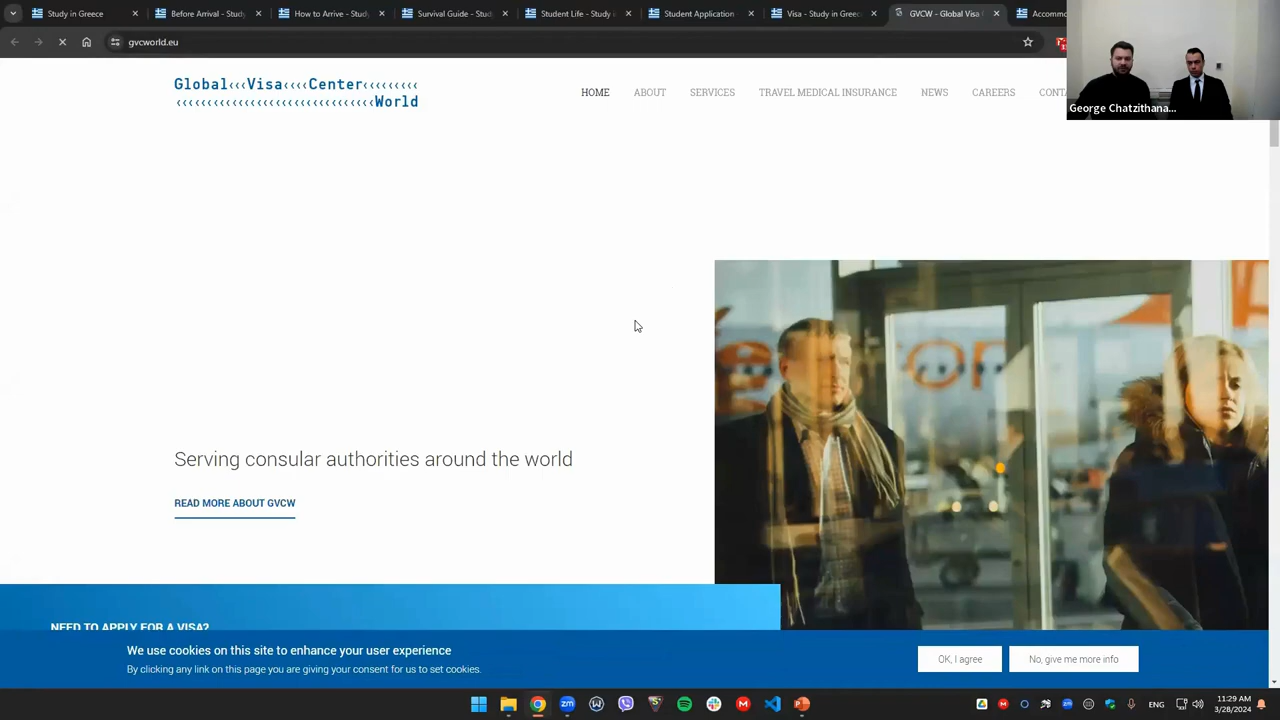 Study in Greece
Before Arrival - Study
How to Arrive - Study
Survival Guide - Study
Student Life - Study
Student Application
Visa - Study in Greec
GVCW - Global Visa
Accomm
gvcworld.eu
Global‹‹‹Visa‹‹‹‹Center‹‹‹‹‹‹‹‹‹
‹‹‹‹‹‹‹‹‹‹‹‹‹‹‹‹‹‹‹‹‹‹‹‹‹‹‹‹‹‹‹‹World
HOME ABOUT SERVICES TRAVEL MEDICAL INSURANCE NEWS CAREERS CONT
George Chatzithana...
Serving consular authorities around the world
READ MORE ABOUT GVCW
NEED TO APPLY FOR A VISA?
We use cookies on this site to enhance your user experience
By clicking any link on this page you are giving your consent for us to set cookies.
OK, I agree
No, give me more info
ENG
11:29 AM
3/28/2024